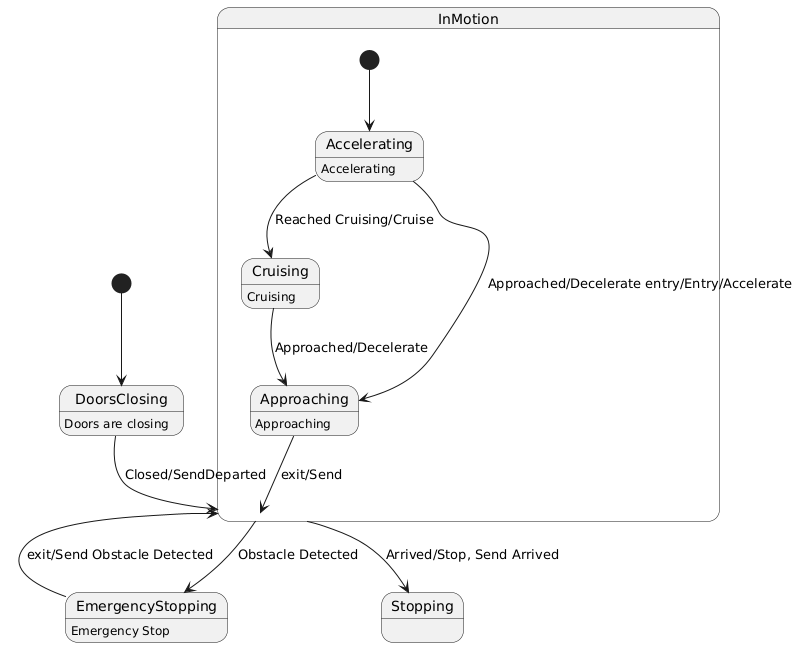 InMotion
Accelerating
Accelerating
Reached Cruising/Cruise
Cruising
Cruising
Approached/Decelerate entry/Entry/Accelerate
Approached/Decelerate
DoorsClosing
Doors are closing
Approaching
Approaching
Closed/SendDeparted
exit/Send
exit/Send Obstacle Detected
Obstacle Detected
Arrived/Stop, Send Arrived
EmergencyStopping
Emergency Stop
Stopping